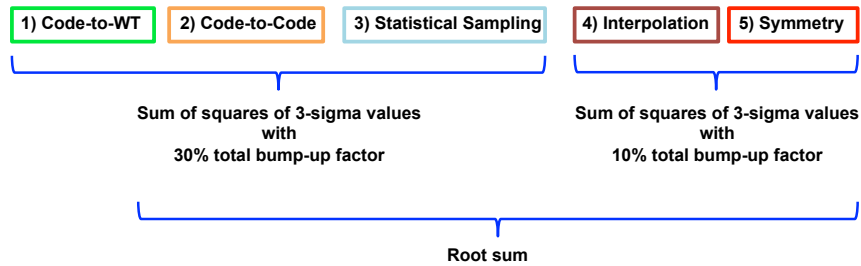 1) Code-to-WT 2) Code-to-Code 3) Statistical Sampling 4) Interpolation 5) Symmetry
Sum of squares of 3-sigma values
with
30% total bump-up factor
Sum of squares of 3-sigma values
with
10% total bump-up factor
Root sum